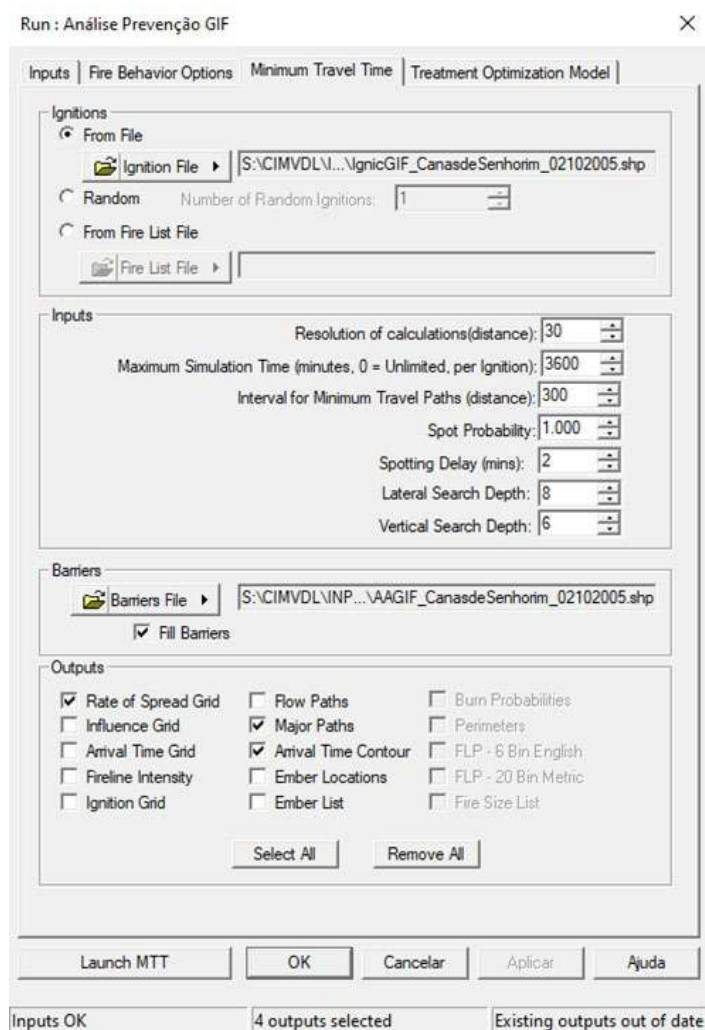 Run : Análise Prevenção GIF
Inputs Fire Behavior Options Minimum Travel Time Treatment Optimization Model
Ignitions
From File
Ignition File S:\CIMVDL\I...\IgnicGIF_CanasdeSenhorim_02102005.shp
Random Number of Random Ignitions: 1
From Fire List File
Fire List File
Inputs
Resolution of calculations(distance): 30
Maximum Simulation Time (minutes, 0 = Unlimited, per Ignition): 3600
Interval for Minimum Travel Paths (distance): 300
Spot Probability: 1.000
Spotting Delay (mins): 2
Lateral Search Depth: 8
Vertical Search Depth: 6
Barriers
Barriers File S:\CIMVDL\INP...\AAGIF_CanasdeSenhorim_02102005.shp
Fill Barriers
Outputs
Rate of Spread Grid Flow Paths Burn Probabilities
Influence Grid Major Paths Perimeters
Arrival Time Grid Arrival Time Contour FLP - 6 Bin English
Fireline Intensity Ember Locations FLP - 20 Bin Metric
Ignition Grid Ember List Fire Size List
Select All Remove All
Launch MTT OK Cancelar Aplicar Ajuda
Inputs OK 4 outputs selected Existing outputs out of date